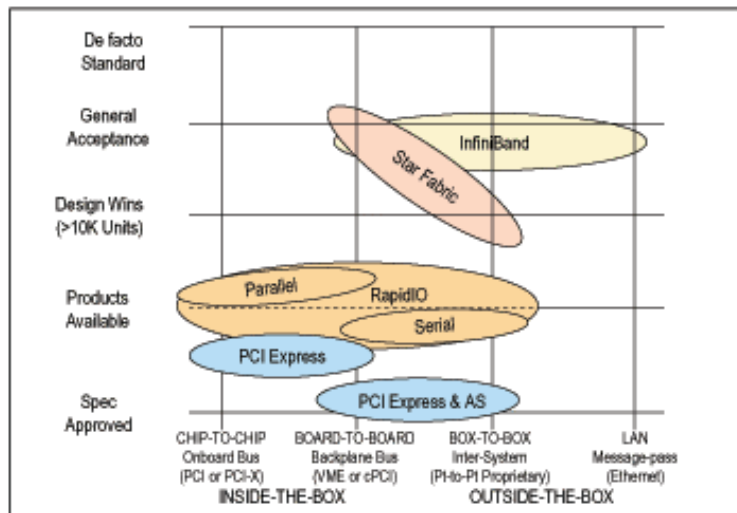 De facto
Standard
General
Acceptance
InfiniBand
Star Fabric
Design Wins
(>10K Units)
Parallel
RapidIO
Products
Available
Serial
PCI Express
Spec
Approved
PCI Express & AS
CHIP-TO-CHIP
Onboard Bus
(PCI or PCI-X)
BOARD-TO-BOARD
Backplane Bus
(VME or cPCI)
BOX-TO-BOX
Inter-System
(Pt-to-Pt Proprietary)
LAN
Message-pass
(Ethernet)
INSIDE-THE-BOX
OUTSIDE-THE-BOX